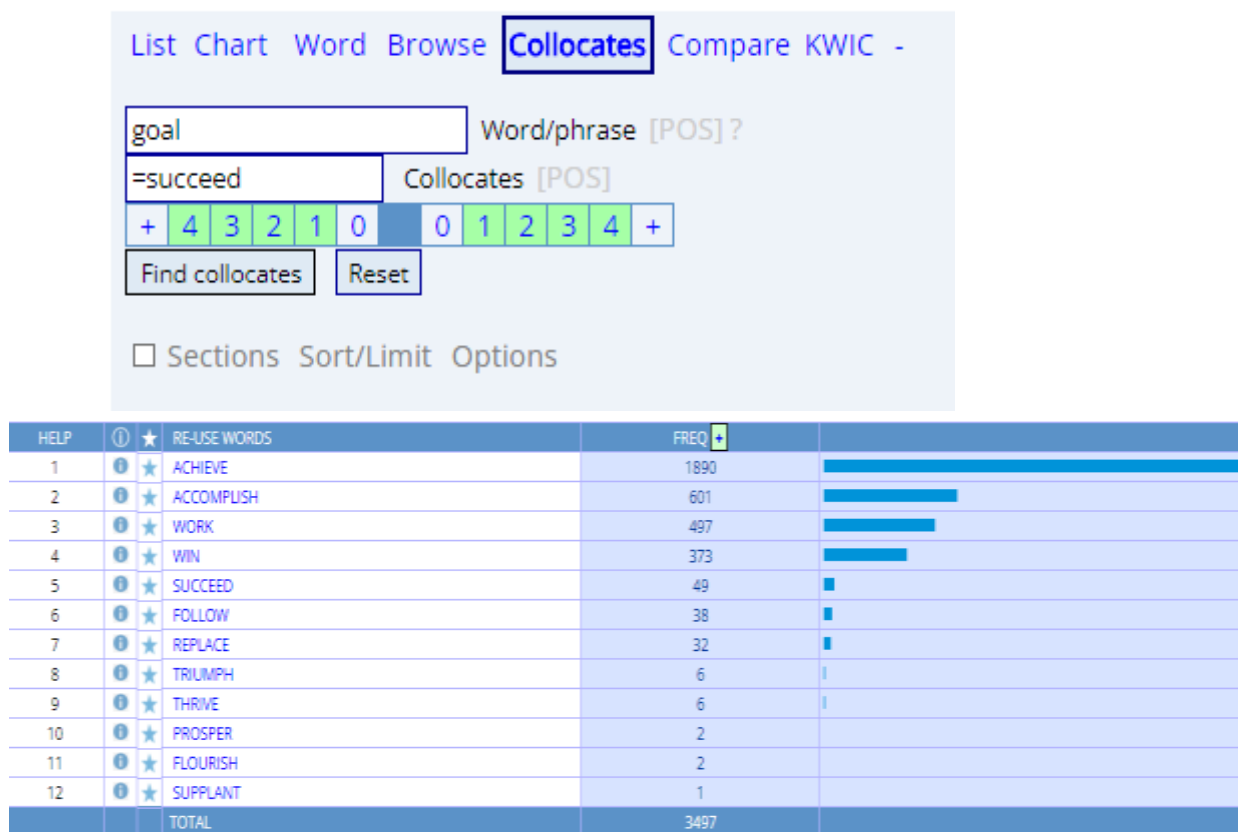 List Chart Word Browse Collocates Compare KWIC -
goal Word/phrase [POS] ?
=succeed Collocates [POS]
+ 4 3 2 1 0 0 1 2 3 4 +
Find collocates Reset
Sections Sort/Limit Options
HELP RE-USE WORDS FREQ +
1 ACHIEVE 1890
2 ACCOMPLISH 601
3 WORK 497
4 WIN 373
5 SUCCEED 49
6 FOLLOW 38
7 REPLACE 32
8 TRIUMPH 6
9 THRIVE 6
10 PROSPER 2
11 FLOURISH 2
12 SUPPLANT 1
TOTAL 3497